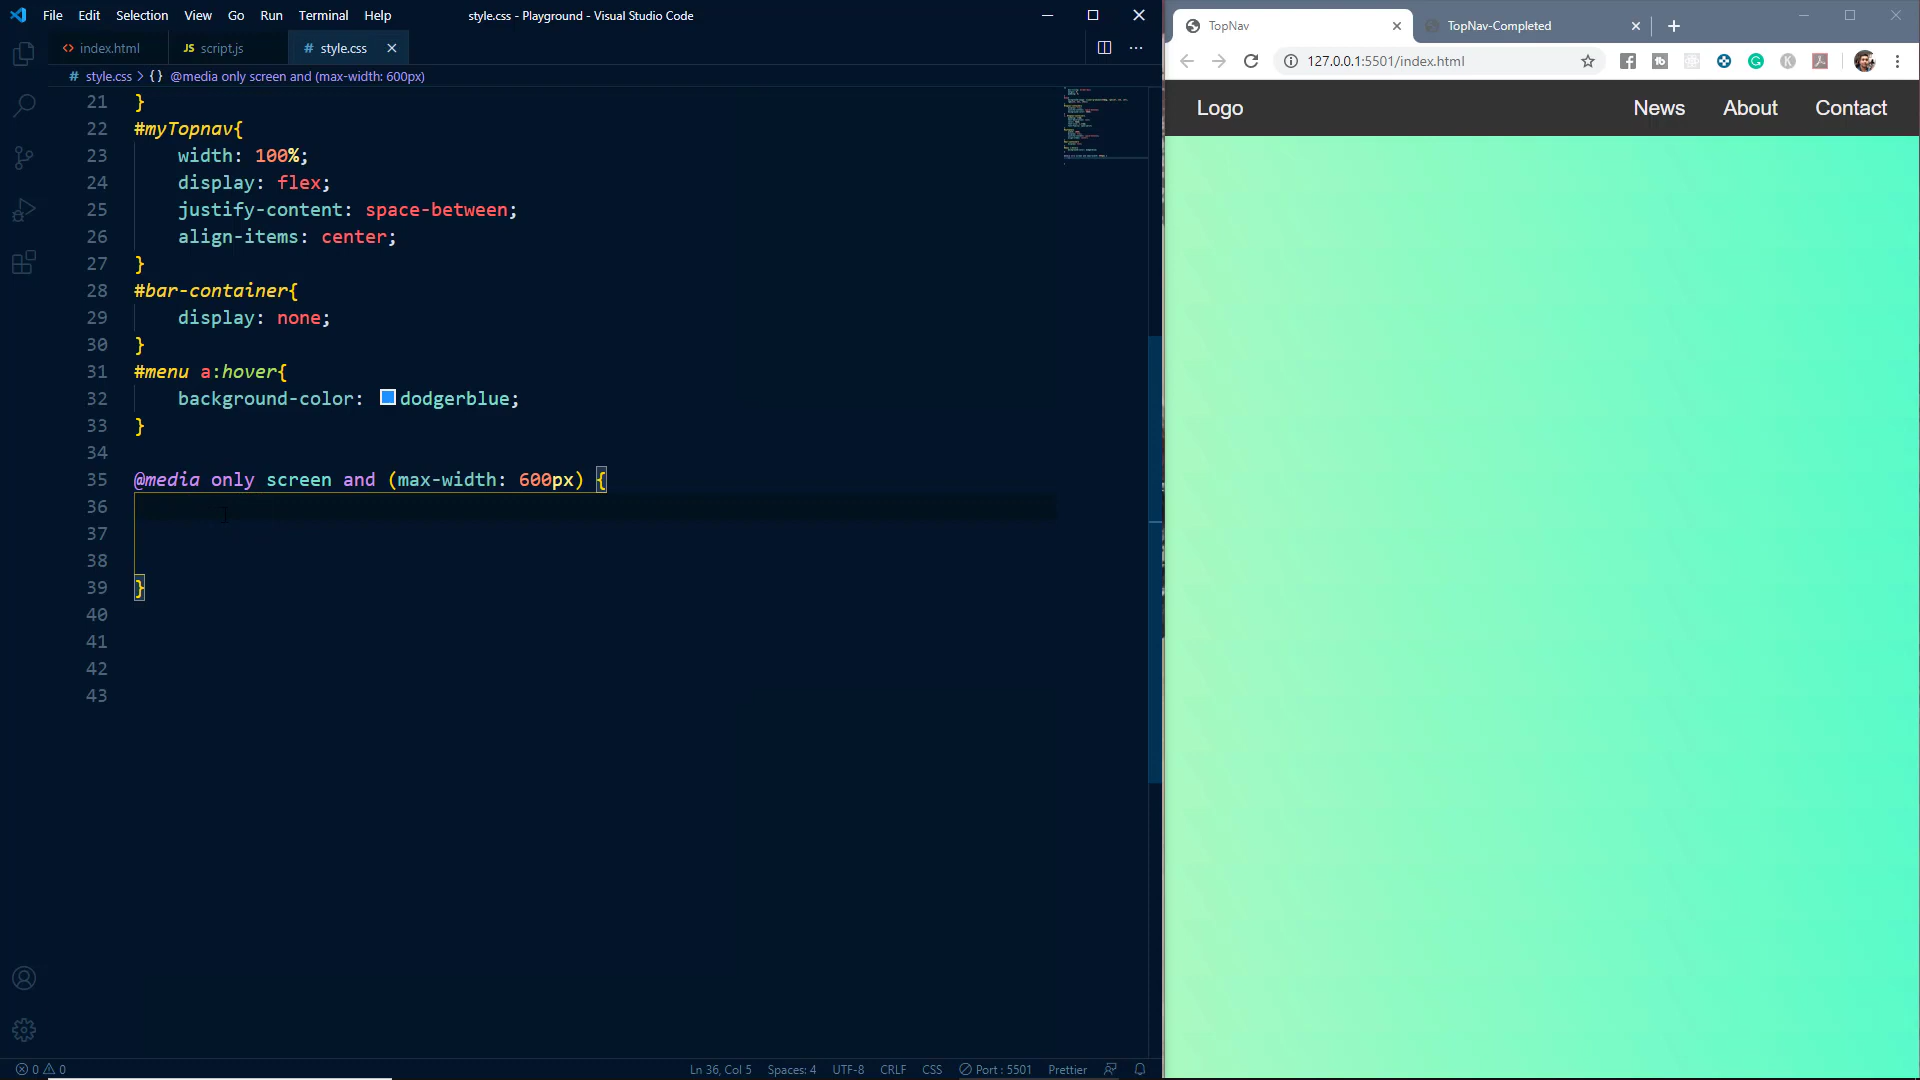 File Edit Selection View Go Run Terminal Help
style.css - Playground - Visual Studio Code
<> index.html
JS script.js
# style.css
# style.css > {} @media only screen and (max-width: 600px)
21 }
22 #myTopnav{
23     width: 100%;
24     display: flex;
25     justify-content: space-between;
26     align-items: center;
27 }
28 #bar-container{
29     display: none;
30 }
31 #menu a:hover{
32     background-color: dodgerblue;
33 }
34
35 @media only screen and (max-width: 600px) {
36
37
38
39 }
40
41
42
43
0 0
Ln 36, Col 5 Spaces: 4 UTF-8 CRLF CSS Port : 5501 Prettier
TopNav
TopNav-Completed
127.0.0.1:5501/index.html
Logo
News About Contact